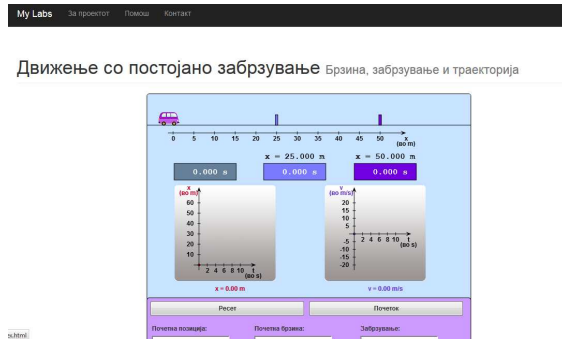 My Labs За проектот Помош Контакт
Движење со постојано забрзување Брзина, забрзување и траекторија
0 5 10 15 20 25 30 35 40 45 50 x
(во m)
x = 25.000 m x = 50.000 m
0.000 s 0.000 s 0.000 s
x
(во m)
60
50
40
30
20
10
2 4 6 8 10 t
(во s)
x = 0.00 m
v
(во m/s)
20
15
10
5
-5
-10
-15
-20
2 4 6 8 10 t
(во s)
v = 0.00 m/s
Ресет Почеток
Почетна позиција: Почетна брзина: Забрзување:
s.html